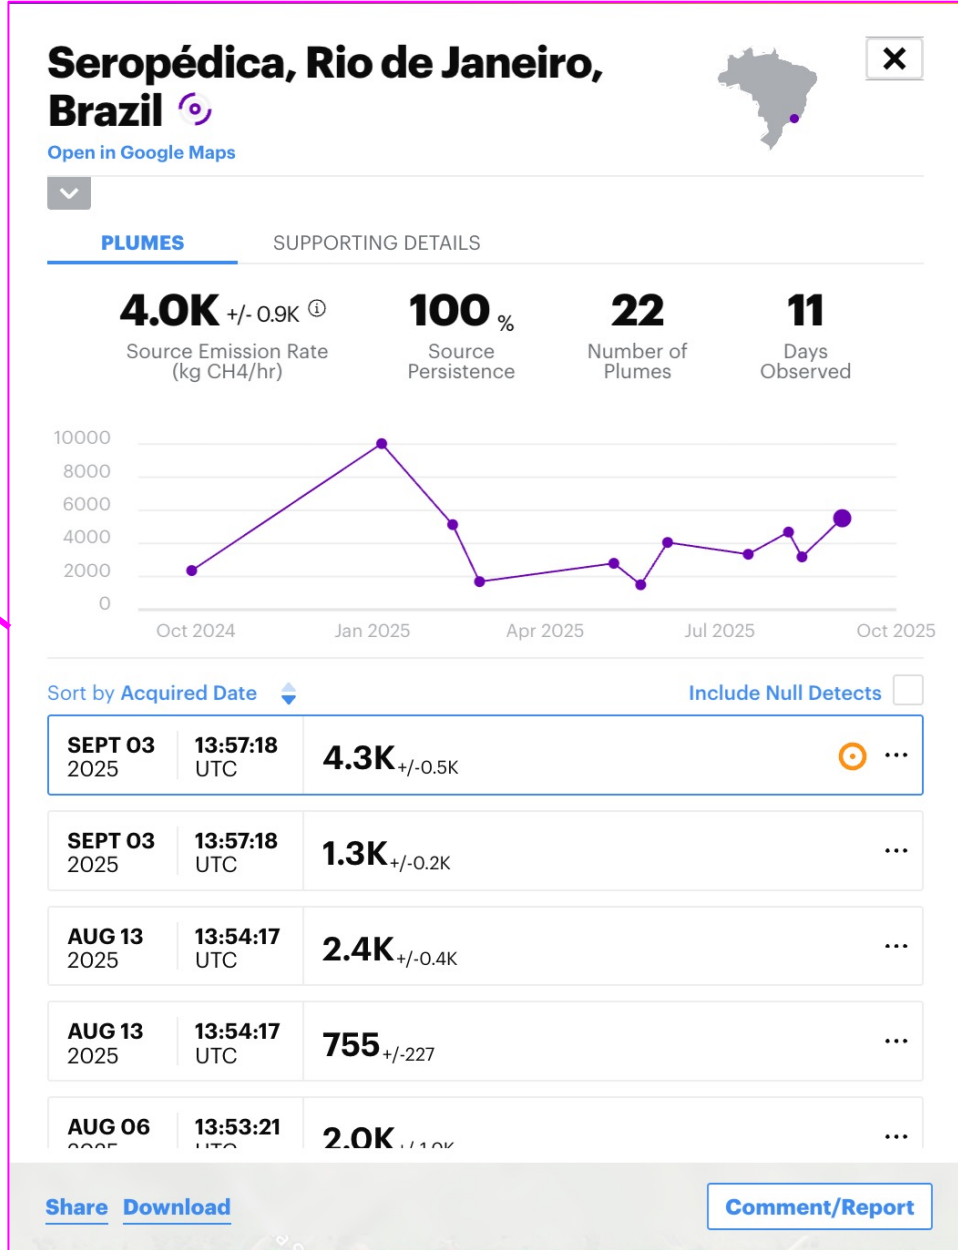 Seropédica, Rio de Janeiro,
Brazil
Open in Google Maps
PLUMES
SUPPORTING DETAILS
4.0K +/- 0.9K
Source Emission Rate
(kg CH4/hr)
100 %
Source
Persistence
22
Number of
Plumes
11
Days
Observed
10000
8000
6000
4000
2000
0
Oct 2024
Jan 2025
Apr 2025
Jul 2025
Oct 2025
Sort by Acquired Date
Include Null Detects
SEPT 03
2025
13:57:18
UTC
4.3K +/-0.5K
SEPT 03
2025
13:57:18
UTC
1.3K +/-0.2K
AUG 13
2025
13:54:17
UTC
2.4K +/-0.4K
AUG 13
2025
13:54:17
UTC
755 +/-227
AUG 06
2025
13:53:21
UTC
2.0K +/-1.0K
Share
Download
Comment/Report